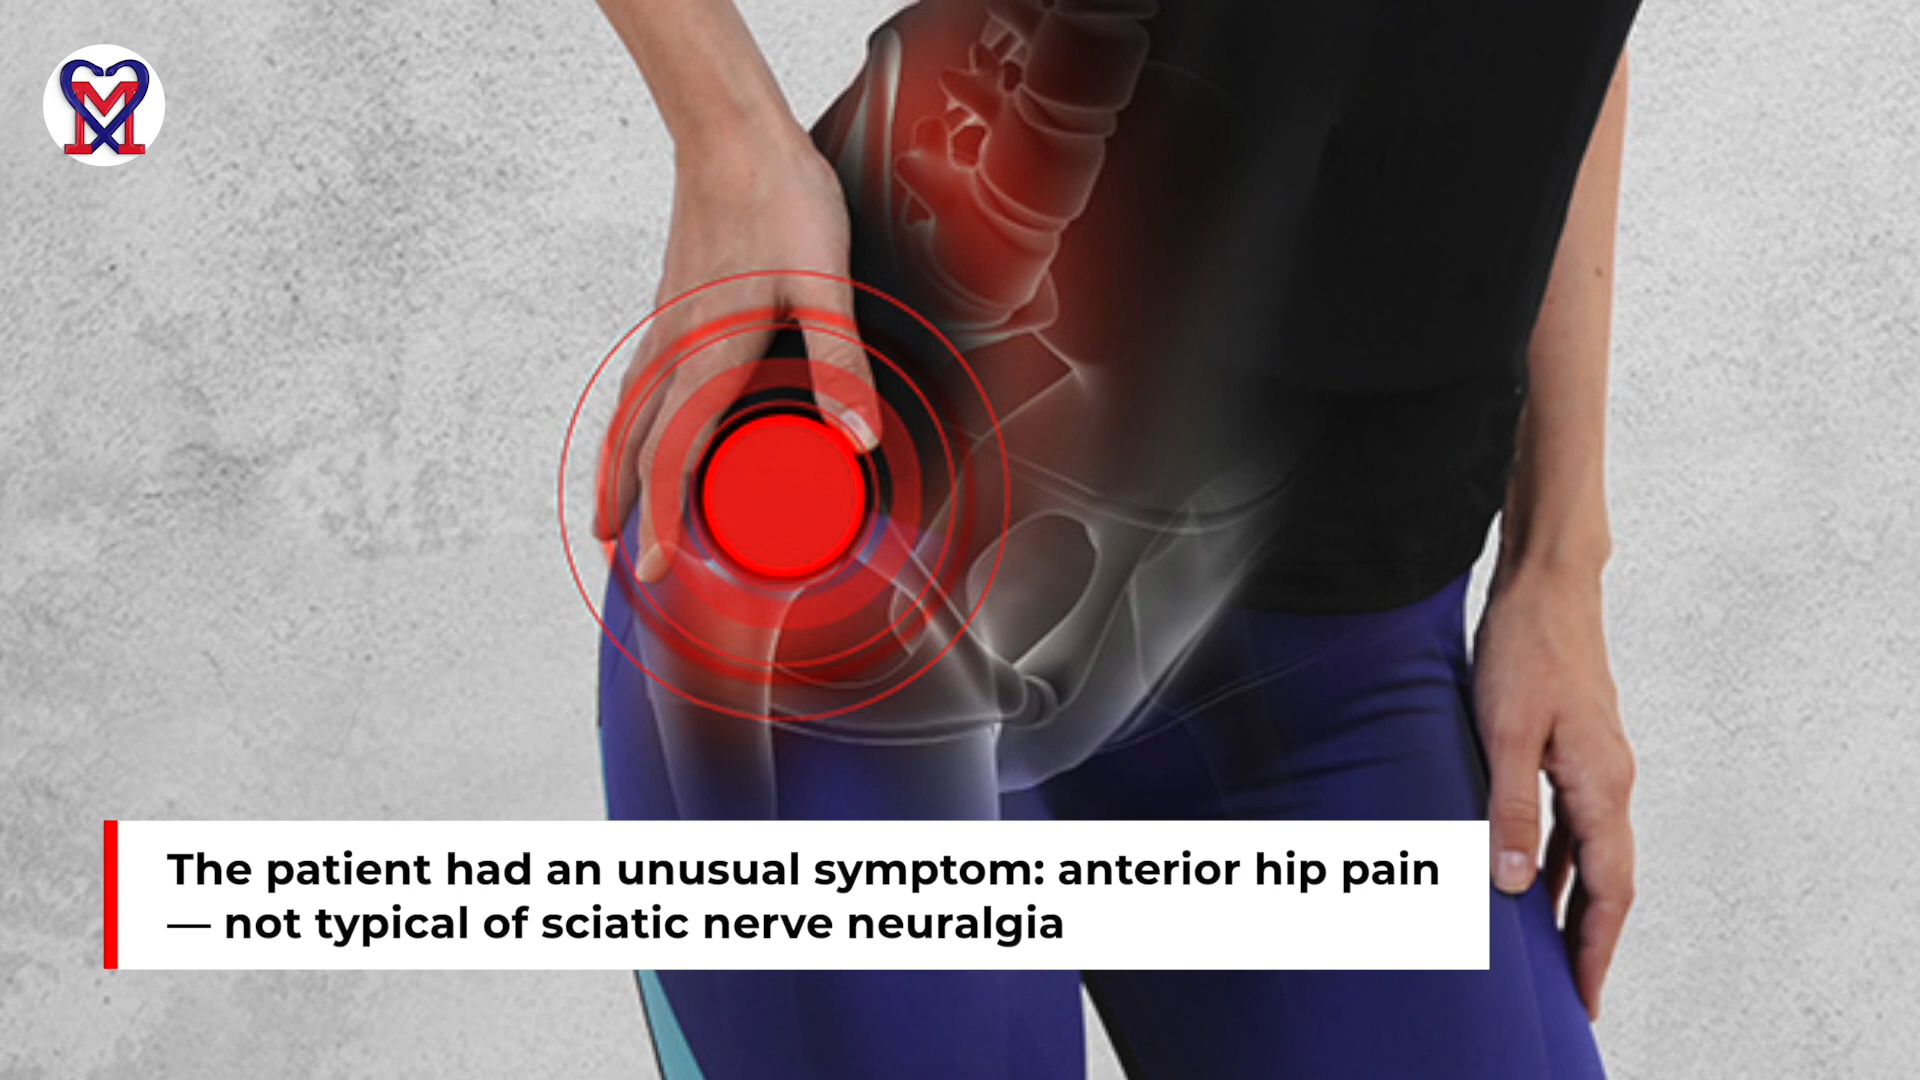 The patient had an unusual symptom: anterior hip pain
— not typical of sciatic nerve neuralgia